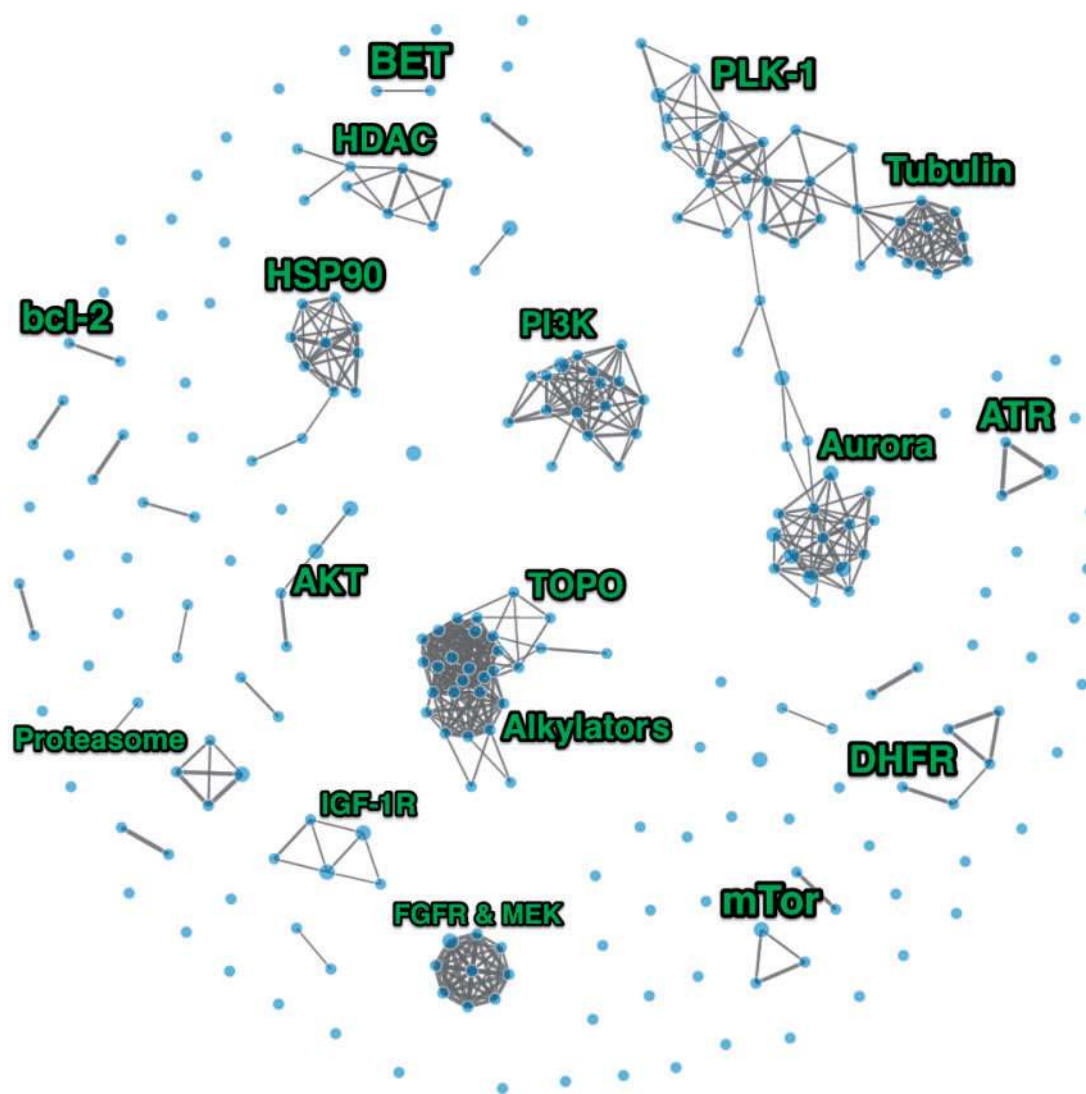 BET
PLK-1
HDAC
Tubulin
HSP90
bcl-2
PI3K
ATR
Aurora
AKT
TOPO
Alkylators
Proteasome
DHFR
IGF-1R
mTor
FGFR & MEK